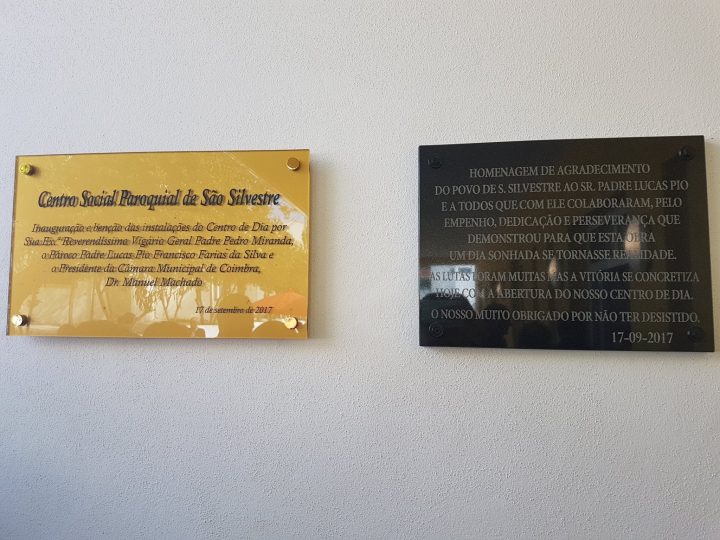 Centro Social Paroquial de São Silvestre
Inauguração e benção das instalações do Centro de Dia por
Sua Ex.ª Reverendíssima Vigário Geral Padre Pedro Miranda,
o Pároco Padre Lucas Pio Francisco Farias da Silva e
o Presidente da Câmara Municipal de Coimbra,
Dr. Manuel Machado
17 de setembro de 2017
HOMENAGEM DE AGRADECIMENTO
DO POVO DE S. SILVESTRE AO SR. PADRE LUCAS PIO
E A TODOS QUE COM ELE COLABORARAM, PELO
EMPENHO, DEDICAÇÃO E PERSEVERANÇA QUE
DEMONSTROU PARA QUE ESTA OBRA
UM DIA SONHADA SE TORNASSE REALIDADE.
AS LUTAS FORAM MUITAS MAS A VITÓRIA SE CONCRETIZA
HOJE COM A ABERTURA DO NOSSO CENTRO DE DIA.
O NOSSO MUITO OBRIGADO POR NÃO TER DESISTIDO.
17-09-2017